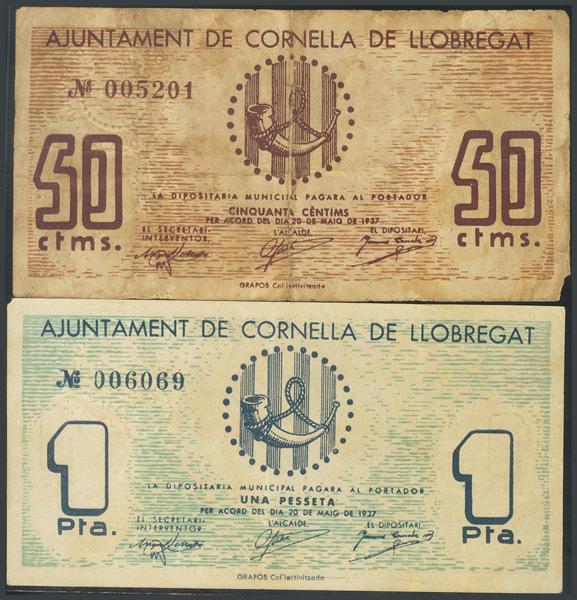 AJUNTAMENT DE CORNELLA DE LLOBREGAT
Nº 005201
50 ctms.
50 ctms.
LA DIPOSITARIA MUNICIPAL PAGARA AL PORTADOR
CINQUANTA CÈNTIMS
PER ACORD DEL DIA 20 DE MAIG DE 1937
EL SECRETARI-INTERVENTOR.
L'ALCALDE.
EL DIPOSITARI,
GRAFOS Col·lectivitzada
AJUNTAMENT DE CORNELLA DE LLOBREGAT
Nº 006069
1 Pta.
1 Pta.
LA DIPOSITARIA MUNICIPAL PAGARA AL PORTADOR
UNA PESSETA
PER ACORD DEL DIA 20 DE MAIG DE 1937
EL SECRETARI-INTERVENTOR.
L'ALCALDE.
EL DIPOSITARI,
GRAFOS Col·lectivitzada